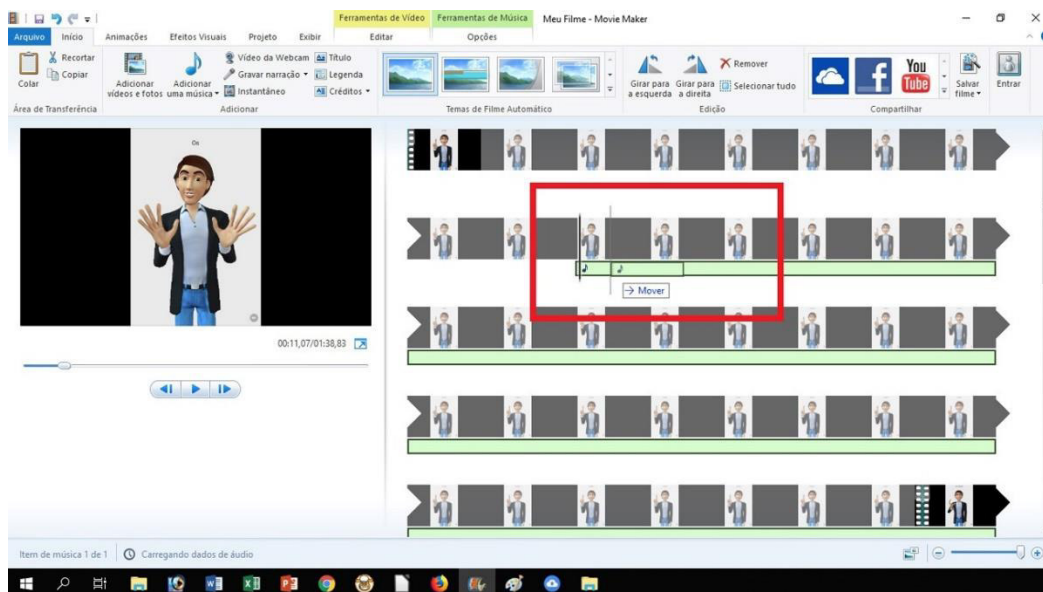 Ferramentas de Vídeo Ferramentas de Música Meu Filme - Movie Maker
Arquivo Início Animações Efeitos Visuais Projeto Exibir Editar Opções
Colar
Recortar
Copiar
Área de Transferência
Adicionar vídeos e fotos
Adicionar uma música
Vídeo da Webcam
Gravar narração
Instantâneo
Título
Legenda
Créditos
Adicionar
Temas de Filme Automático
Girar para a esquerda
Girar para a direita
Remover
Selecionar tudo
Edição
You
Tube
Compartilhar
Salvar filme
Entrar
Os
Mover
00:11,07/01:38,83
Item de música 1 de 1
Carregando dados de áudio